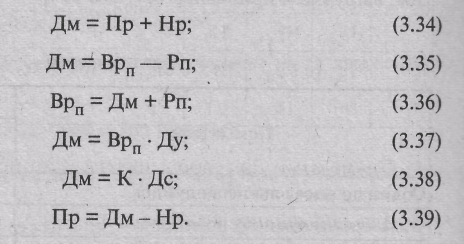 Дм = Пр + Нр; (3.34)
Дм = Врп — Рп; (3.35)
Врп = Дм + Рп; (3.36)
Дм = Врп · Ду; (3.37)
Дм = К · Дс; (3.38)
Пр = Дм – Нр. (3.39)